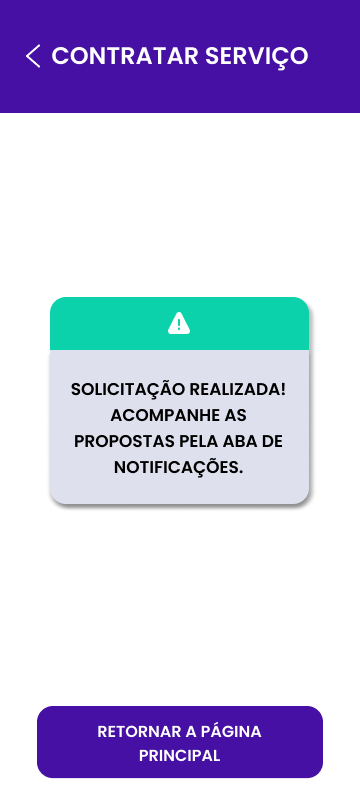 CONTRATAR SERVIÇO
SOLICITAÇÃO REALIZADA!
ACOMPANHE AS
PROPOSTAS PELA ABA DE
NOTIFICAÇÕES.
RETORNAR A PÁGINA
PRINCIPAL